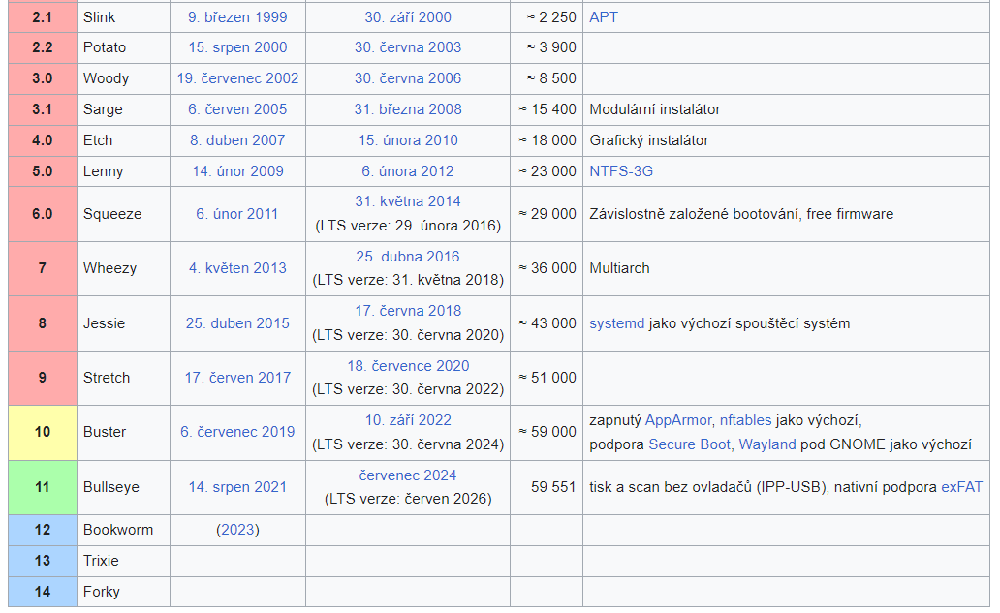 2.1 Slink 9. březen 1999 30. září 2000 ≈ 2 250 APT
2.2 Potato 15. srpen 2000 30. června 2003 ≈ 3 900
3.0 Woody 19. červenec 2002 30. června 2006 ≈ 8 500
3.1 Sarge 6. červen 2005 31. března 2008 ≈ 15 400 Modulární instalátor
4.0 Etch 8. duben 2007 15. února 2010 ≈ 18 000 Grafický instalátor
5.0 Lenny 14. únor 2009 6. února 2012 ≈ 23 000 NTFS-3G
6.0 Squeeze 6. únor 2011 31. května 2014 ≈ 29 000 Závislostně založené bootování, free firmware
(LTS verze: 29. února 2016)
7 Wheezy 4. květen 2013 25. dubna 2016 ≈ 36 000 Multiarch
(LTS verze: 31. května 2018)
8 Jessie 25. duben 2015 17. června 2018 ≈ 43 000 systemd jako výchozí spouštěcí systém
(LTS verze: 30. června 2020)
9 Stretch 17. červen 2017 18. července 2020 ≈ 51 000
(LTS verze: 30. června 2022)
10 Buster 6. červenec 2019 10. září 2022 ≈ 59 000 zapnutý AppArmor, nftables jako výchozí,
(LTS verze: 30. června 2024) podpora Secure Boot, Wayland pod GNOME jako výchozí
11 Bullseye 14. srpen 2021 červenec 2024 59 551 tisk a scan bez ovladačů (IPP-USB), nativní podpora exFAT
(LTS verze: červen 2026)
12 Bookworm (2023)
13 Trixie
14 Forky